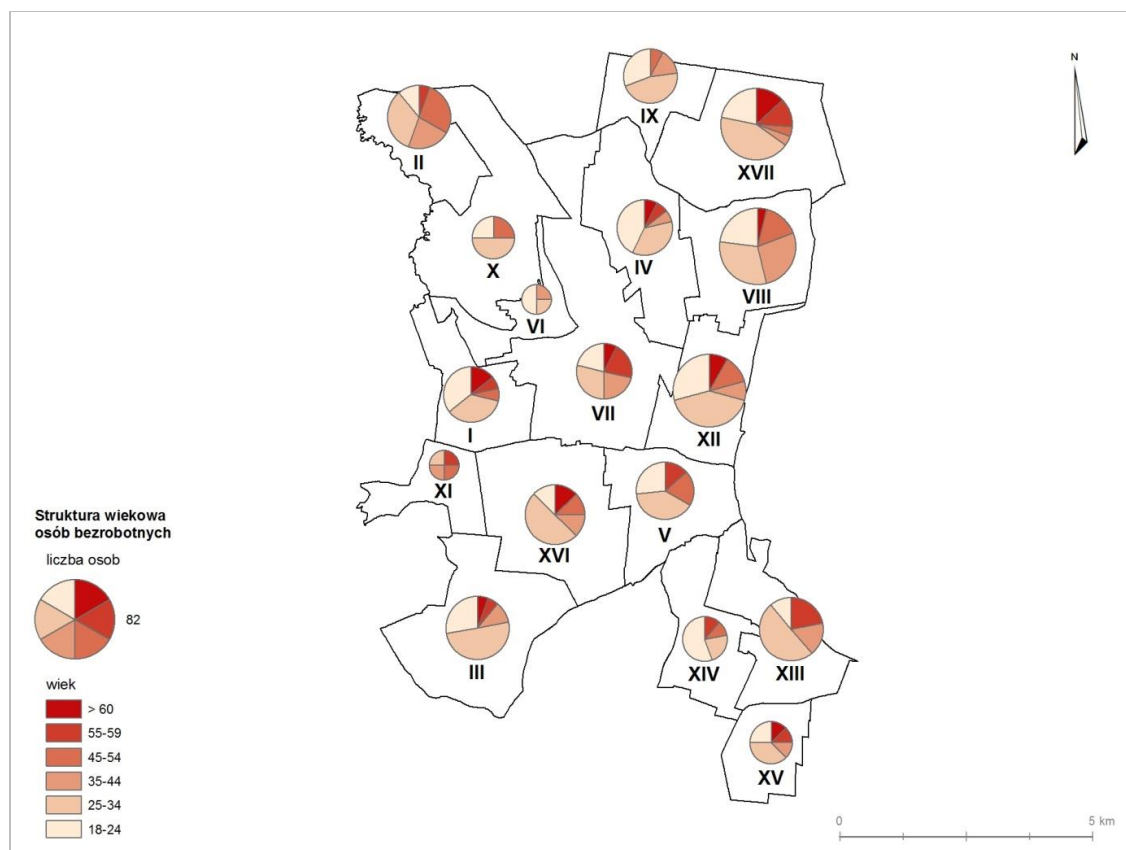 N
IX
II
XVII
X
IV
VIII
VI
VII
I
XII
XI
XVI
V
Struktura wiekowa
osób bezrobotnych
liczba osob
82
III
XIV
XIII
wiek
> 60
55-59
45-54
35-44
25-34
18-24
XV
0
5 km